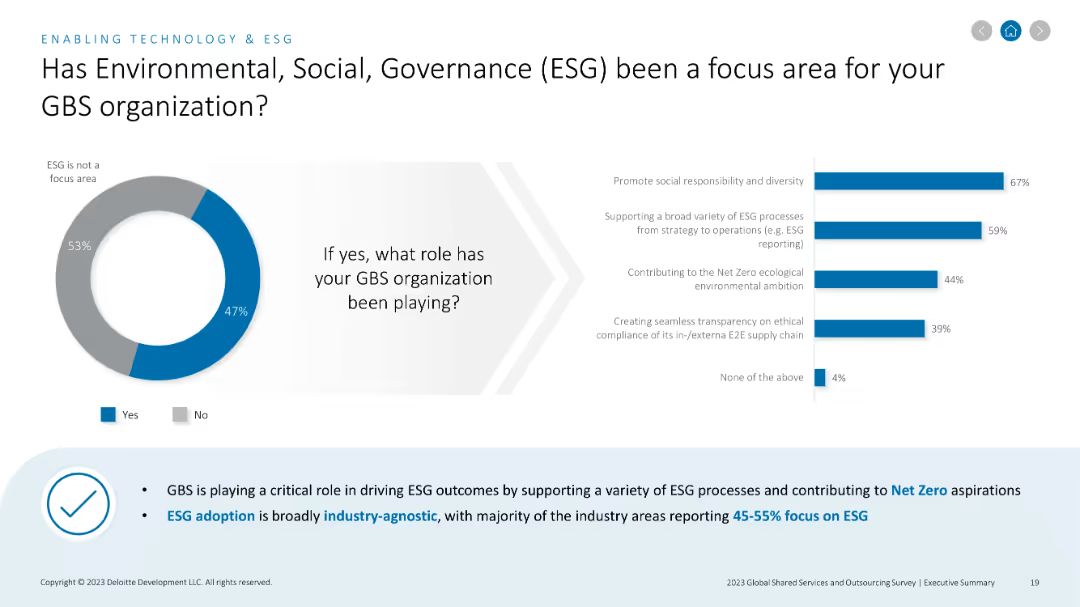 ENABLING TECHNOLOGY & ESG
Has Environmental, Social, Governance (ESG) been a focus area for your
GBS organization?
ESG is not a
focus area
53%
47%
Yes
No
If yes, what role has
your GBS organization
been playing?
Promote social responsibility and diversity
67%
Supporting a broad variety of ESG processes
from strategy to operations (e.g. ESG
reporting)
59%
Contributing to the Net Zero ecological
environmental ambition
44%
Creating seamless transparency on ethical
compliance of its in-/externa E2E supply chain
39%
None of the above
4%
• GBS is playing a critical role in driving ESG outcomes by supporting a variety of ESG processes and contributing to Net Zero aspirations
• ESG adoption is broadly industry-agnostic, with majority of the industry areas reporting 45-55% focus on ESG
Copyright © 2023 Deloitte Development LLC. All rights reserved.
2023 Global Shared Services and Outsourcing Survey | Executive Summary
19